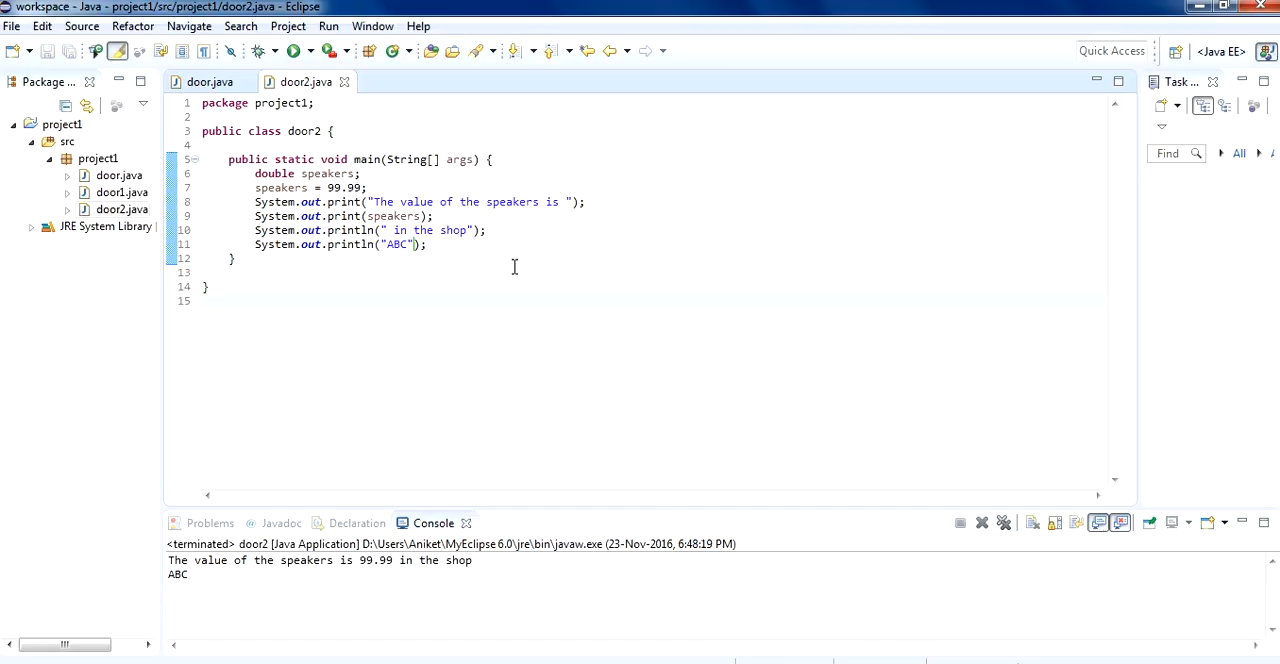 workspace - Java - project1/src/project1/door2.java - Eclipse
File Edit Source Refactor Navigate Search Project Run Window Help
Quick Access <Java EE>
Package ... door.java door2.java Task ...
project1
src
project1
door.java
door1.java
door2.java
JRE System Library
1 package project1;
2
3 public class door2 {
4
5 public static void main(String[] args) {
6 double speakers;
7 speakers = 99.99;
8 System.out.print("The value of the speakers is ");
9 System.out.print(speakers);
10 System.out.println(" in the shop");
11 System.out.println("ABC");
12 }
13
14 }
15
Find All
Problems @ Javadoc Declaration Console
<terminated> door2 [Java Application] D:\Users\Aniket\MyEclipse 6.0\jre\bin\javaw.exe (23-Nov-2016, 6:48:19 PM)
The value of the speakers is 99.99 in the shop
ABC